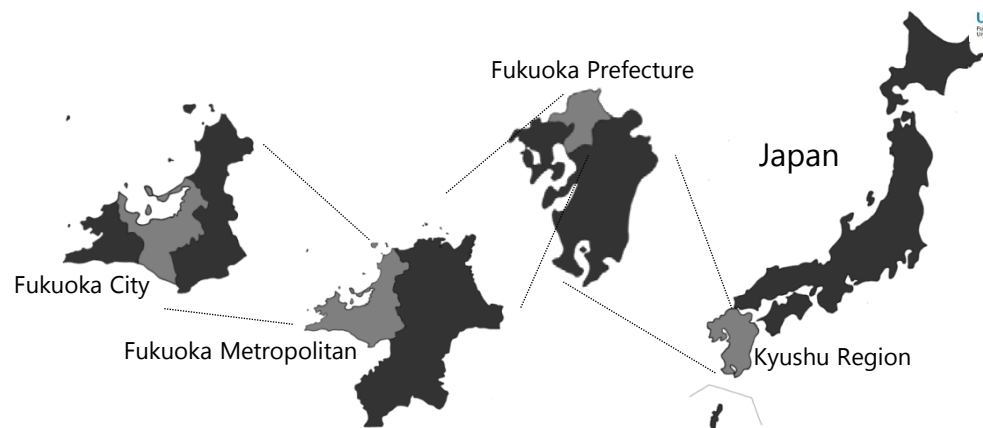 Fukuoka Prefecture
Japan
Fukuoka City
Fukuoka Metropolitan
Kyushu Region